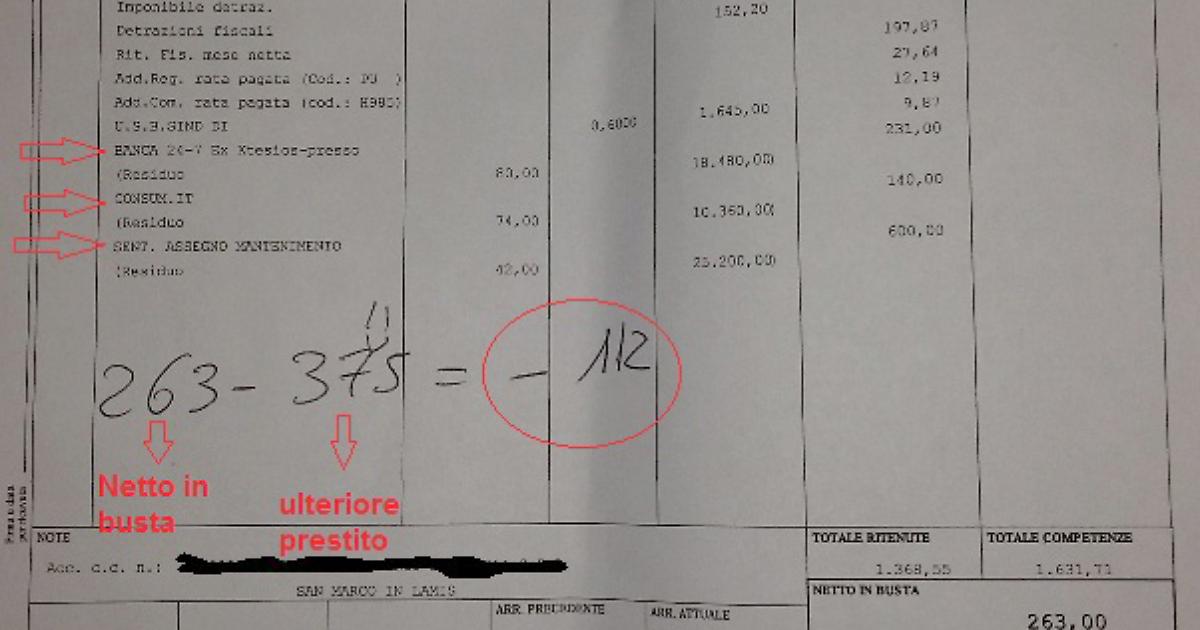 Imponibile detraz. 152,20
Detrazioni fiscali 197,87
Rit. Fis. mese netta 27,64
Add.Reg. rata pagata (Cod.: PU ) 12,19
Add.Com. rata pagata (cod.: H985) 9,87
U.S.B.SIND DI 0,6000 1.645,00
231,00
BANCA 24-7 Ex Ktesios-presso
(Residuo 80,00 18.480,00)
140,00
CONSUM.IT
(Residuo 74,00 10.360,00)
600,00
SENT. ASSEGNO MANTENIMENTO
(Residuo 42,00 25.200,00)
!!
263 - 375 = - 112
Netto in busta
ulteriore prestito
NOTE
TOTALE RITENUTE TOTALE COMPETENZE
Acc. c.c. n.: 1.368,55 1.631,71
SAN MARCO IN LAMIS
NETTO IN BUSTA
ARR. PRECEDENTE ARR. ATTUALE
263,00